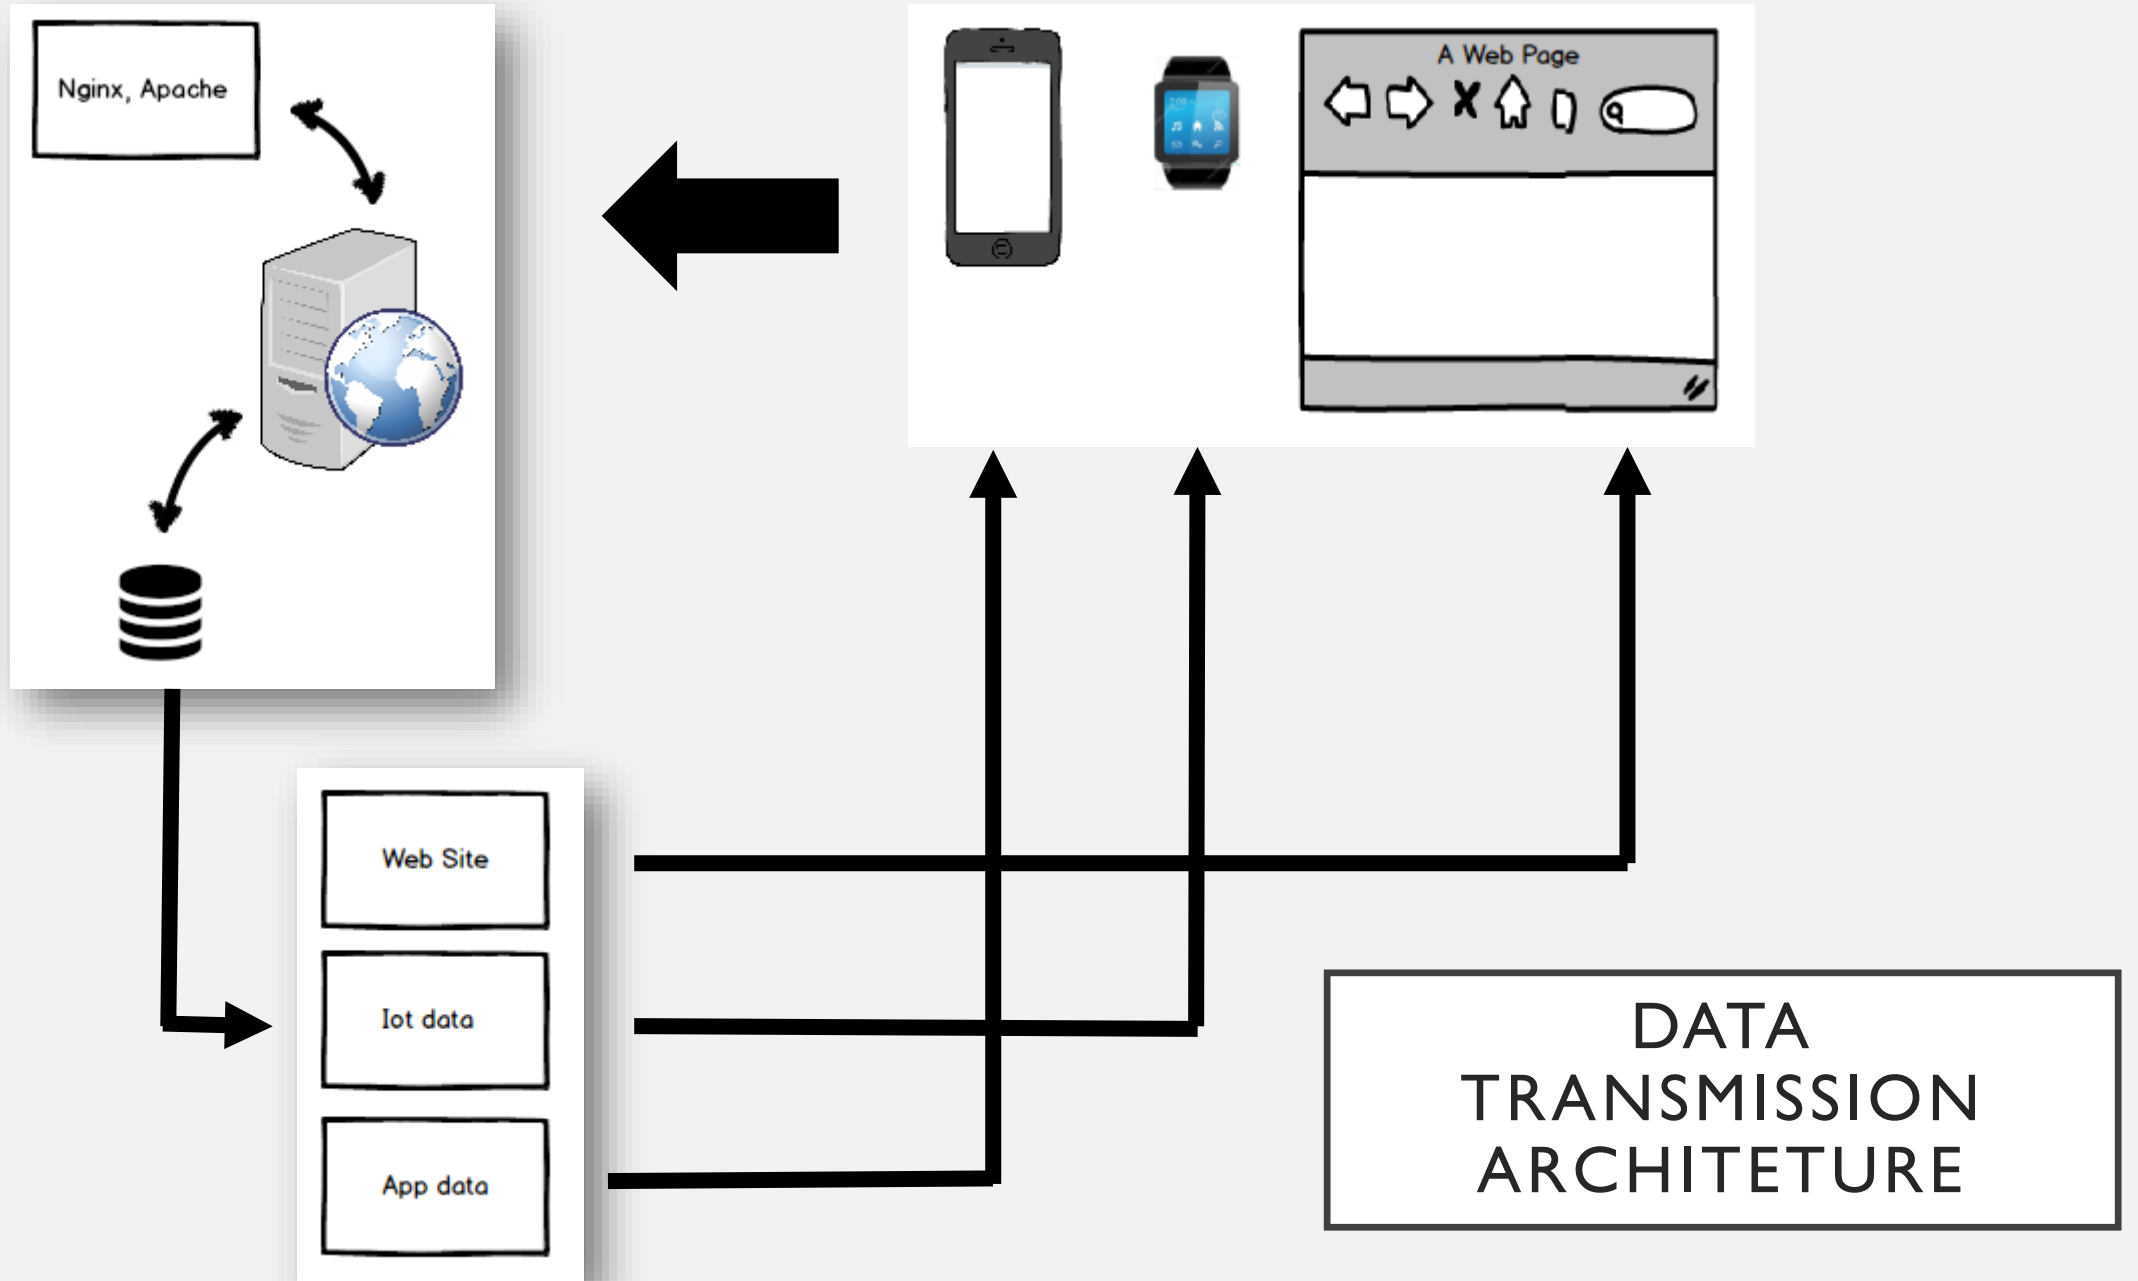 Nginx, Apache
A Web Page
Web Site
Iot data
App data
DATA
TRANSMISSION
ARCHITETURE